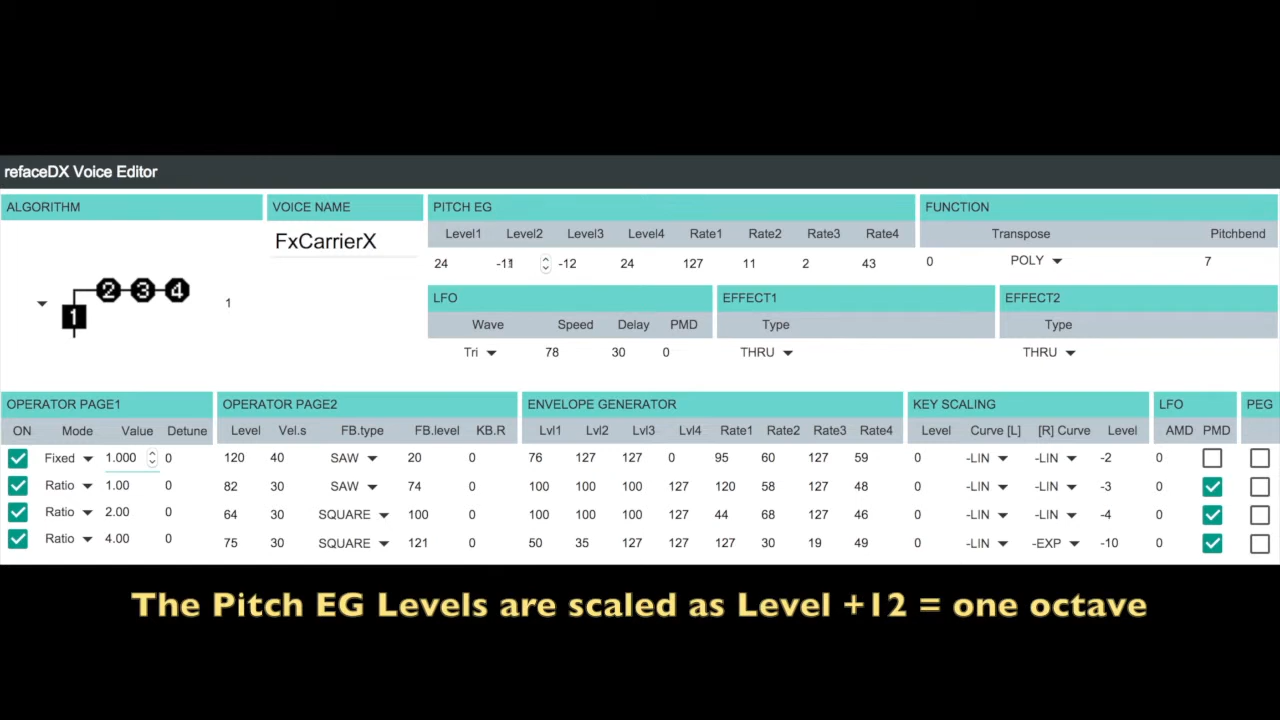 refaceDX Voice Editor
ALGORITHM VOICE NAME PITCH EG FUNCTION
FxCarrierX Level1 Level2 Level3 Level4 Rate1 Rate2 Rate3 Rate4 Transpose Pitchbend
24 -11 -12 24 127 11 2 43 0 POLY 7
LFO EFFECT1 EFFECT2
2 3 4
1 1
Wave Speed Delay PMD Type Type
Tri 78 30 0 THRU THRU
OPERATOR PAGE1 OPERATOR PAGE2 ENVELOPE GENERATOR KEY SCALING LFO PEG
ON Mode Value Detune Level Vel.s FB.type FB.level KB.R Lvl1 Lvl2 Lvl3 Lvl4 Rate1 Rate2 Rate3 Rate4 Level Curve [L] [R] Curve Level AMD PMD
Fixed 1.000 0 120 40 SAW 20 0 76 127 127 0 95 60 127 59 0 -LIN -LIN -2 0
Ratio 1.00 0 82 30 SAW 74 0 100 100 100 127 120 58 127 48 0 -LIN -LIN -3 0
Ratio 2.00 0 64 30 SQUARE 100 0 100 100 100 127 44 68 127 46 0 -LIN -LIN -4 0
Ratio 4.00 0 75 30 SQUARE 121 0 50 35 127 127 127 30 19 49 0 -LIN -EXP -10 0
The Pitch EG Levels are scaled as Level +12 = one octave